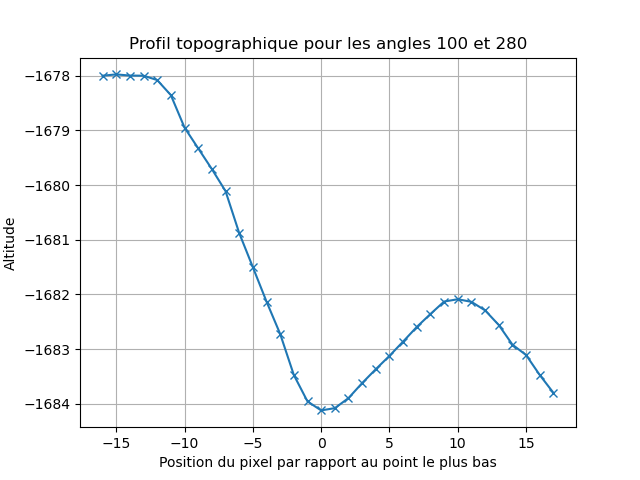 Profil topographique pour les angles 100 et 280
−1678
−1679
−1680
−1681
−1682
−1683
−1684
Altitude
−15 −10 −5 0 5 10 15
Position du pixel par rapport au point le plus bas